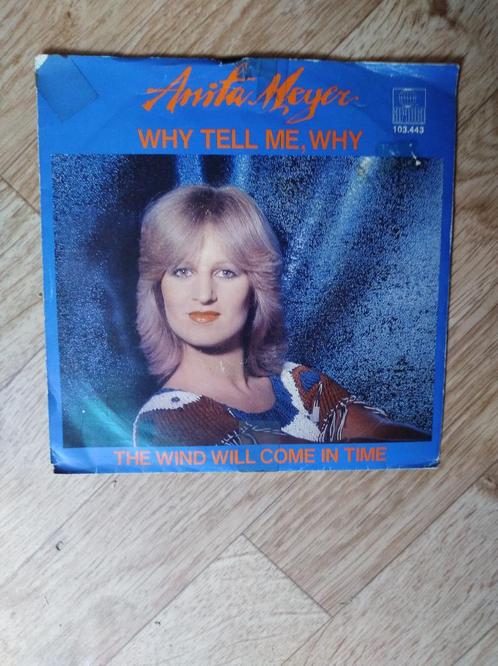 Anita Meyer
103.443
WHY TELL ME, WHY
THE WIND WILL COME IN TIME